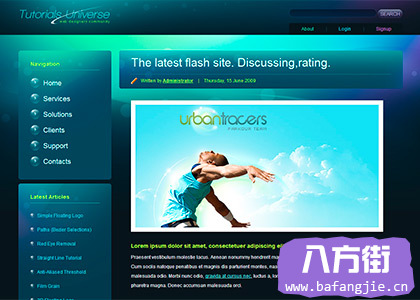 Tutorials Universe
web designers community
SEARCH
About
Login
Signup
Navigation
Home
Services
Solutions
Clients
Support
Contacts
Latest Articles
Simple Floating Logo
Paths (Bezier Selections)
Red Eye Removal
Straight Line Tutorial
Anti-Aliased Threshold
Film Grain
The latest flash site. Discussing,rating.
Written by Administrator | Thursday, 15 June 2009
urbantracers
FREERUN TEAM
Lorem ipsum dolor sit amet, consectetuer adipiscing eli
Praesent vestibulum molestie lacus. Aenean nonummy hendrerit mau
Cum sociis natoque penatibus et magnis dis parturient montes, nasc
malesuada odio. Morbi nunc odio, gravida at cursus nec, luctus a, lo
magna. Donec accumsan malesuada orci.
八方街
www.bafangjie.cn